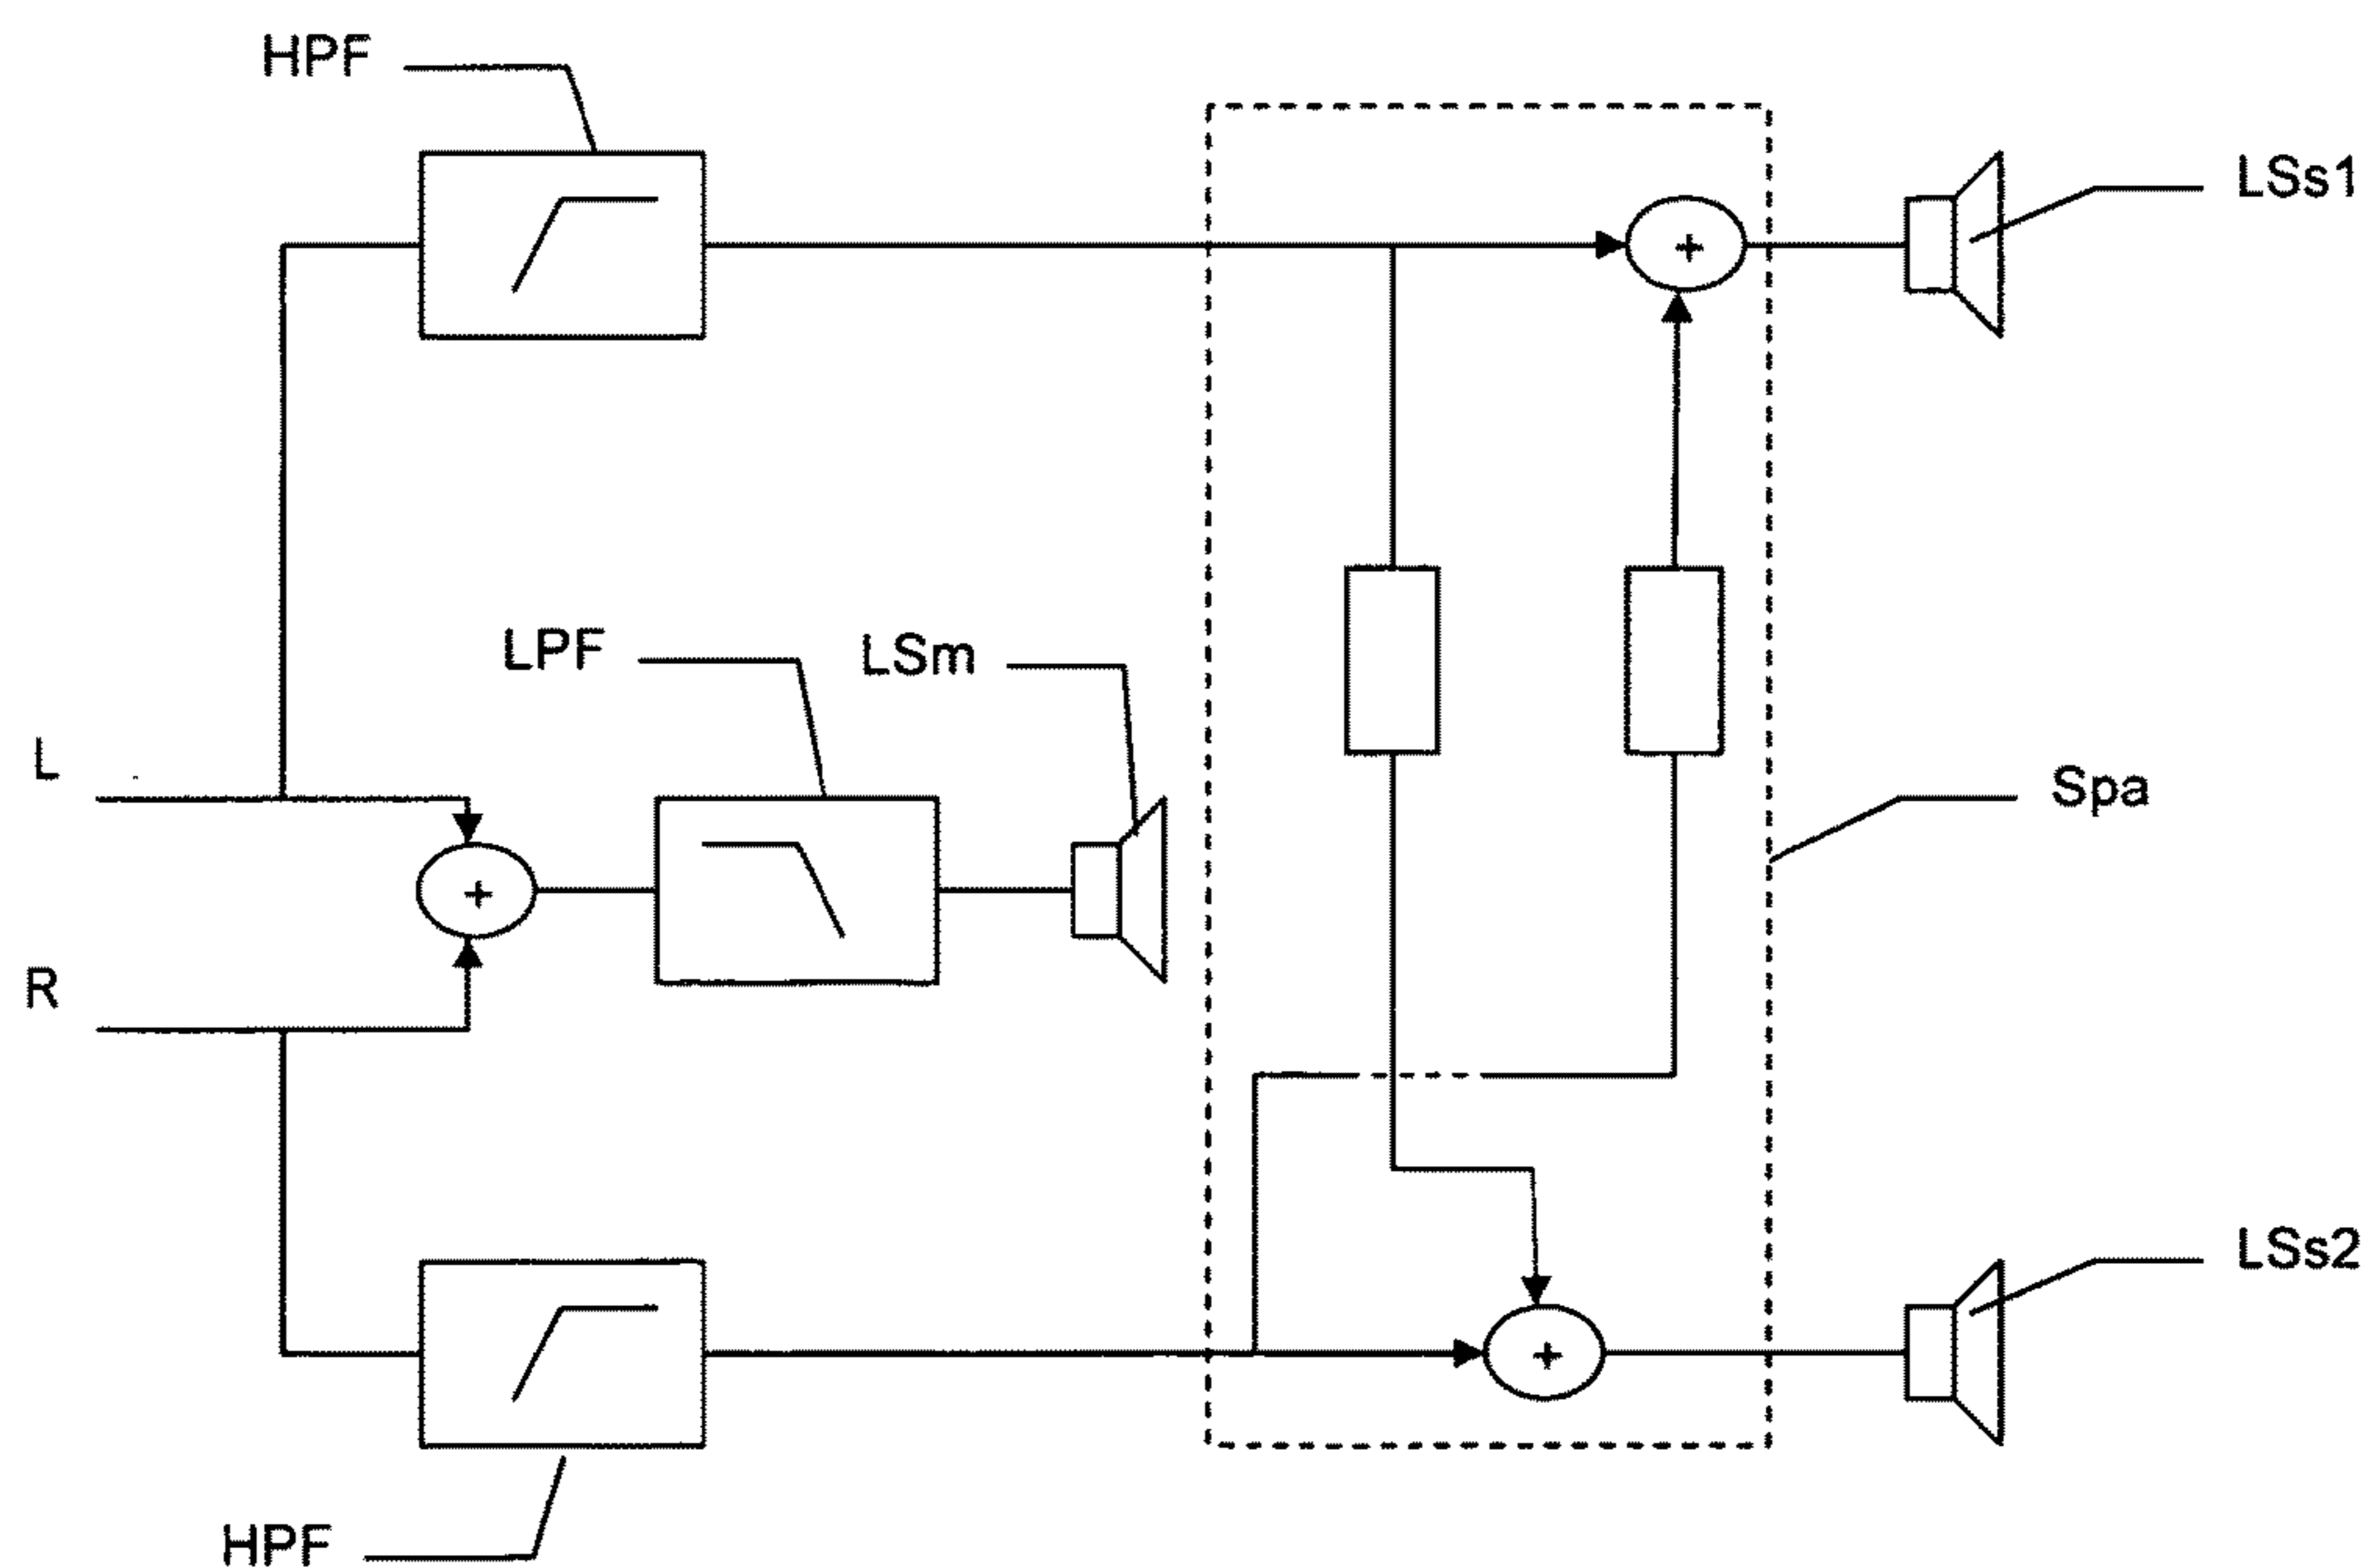 HPF
LSs1
+
LPF
LSm
L
Spa
+
R
LSs2
+
HPF